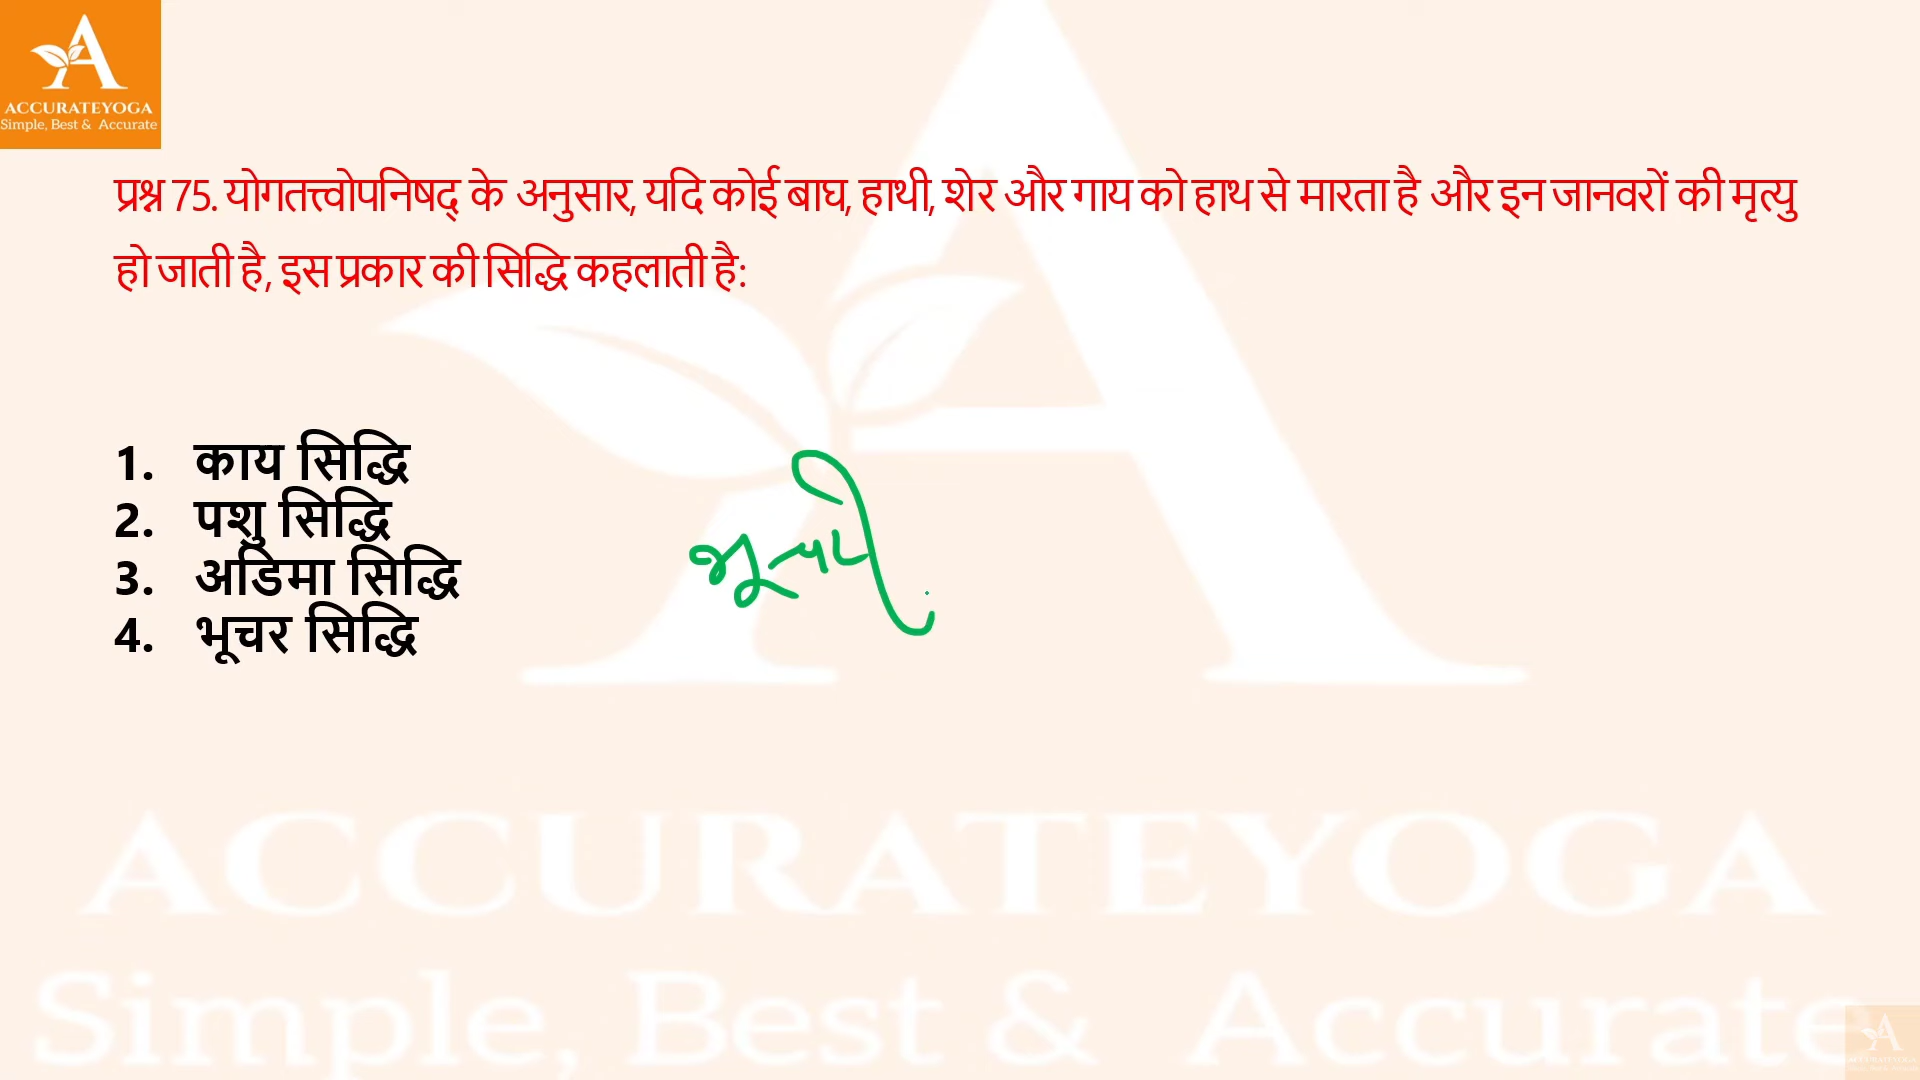 ACCURATEYOGA
Simple, Best & Accurate
प्रश्न 75. योगतत्त्वोपनिषद् के अनुसार, यदि कोई बाघ, हाथी, शेर और गाय को हाथ से मारता है और इन जानवरों की मृत्यु
हो जाती है, इस प्रकार की सिद्धि कहलाती है:
1. काय सिद्धि
2. पशु सिद्धि
3. अडिमा सिद्धि
4. भूचर सिद्धि
ACCURATEYOGA
Simple, Best & Accurate